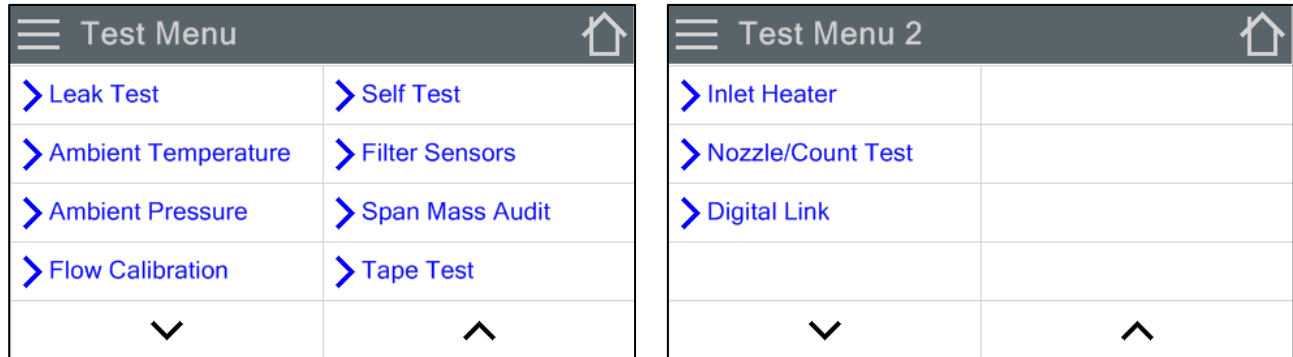 Test Menu
Leak Test
Self Test
Ambient Temperature
Filter Sensors
Ambient Pressure
Span Mass Audit
Flow Calibration
Tape Test
Test Menu 2
Inlet Heater
Nozzle/Count Test
Digital Link